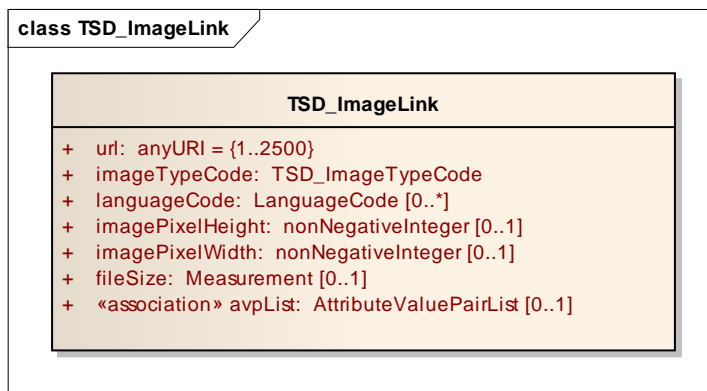 class TSD_ImageLink
TSD_ImageLink
+ url: anyURI = {1..2500}
+ imageTypeCode: TSD_ImageTypeCode
+ languageCode: LanguageCode [0..*]
+ imagePixelHeight: nonNegativeInteger [0..1]
+ imagePixelWidth: nonNegativeInteger [0..1]
+ fileSize: Measurement [0..1]
+ «association» avpList: AttributeValuePairList [0..1]